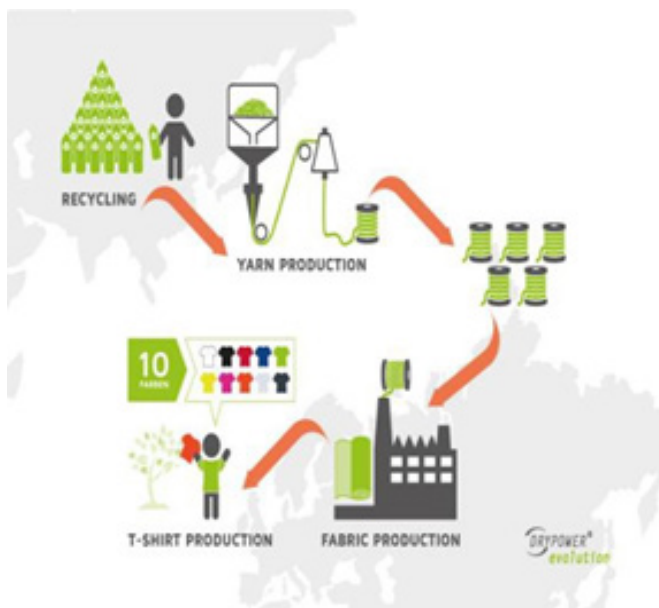 RECYCLING
YARN PRODUCTION
10
FARBEN
T-SHIRT PRODUCTION
FABRIC PRODUCTION
DRYPOWER®
evolution